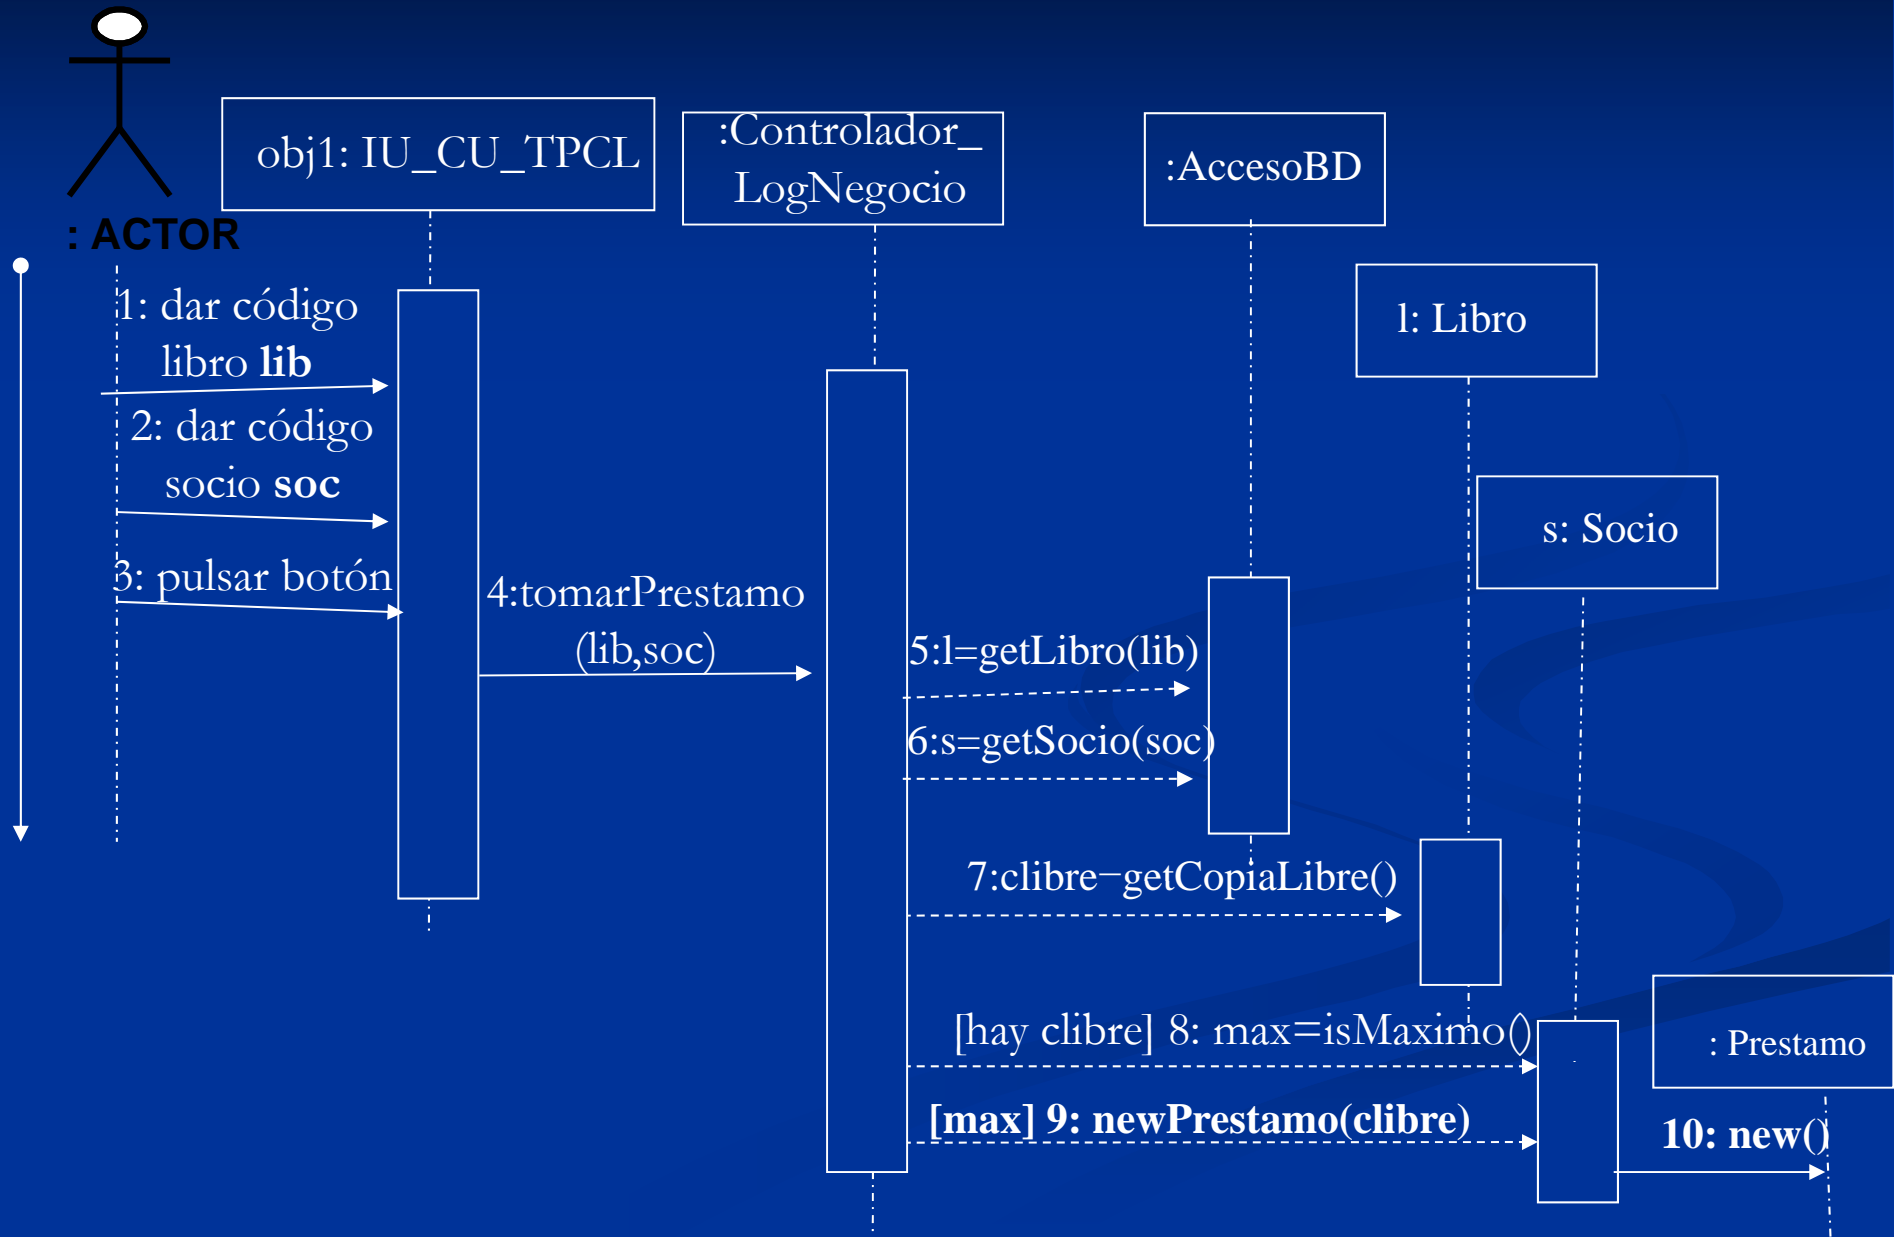 : ACTOR
obj1: IU_CU_TPCL
:Controlador_
LogNegocio
:AccesoBD
l: Libro
s: Socio
: Prestamo
1: dar código
libro lib
2: dar código
socio soc
3: pulsar botón
4:tomarPrestamo
(lib,soc)
5:l=getLibro(lib)
6:s=getSocio(soc)
7:clibre−getCopiaLibre()
[hay clibre] 8: max=isMaximo()
[max] 9: newPrestamo(clibre)
10: new()